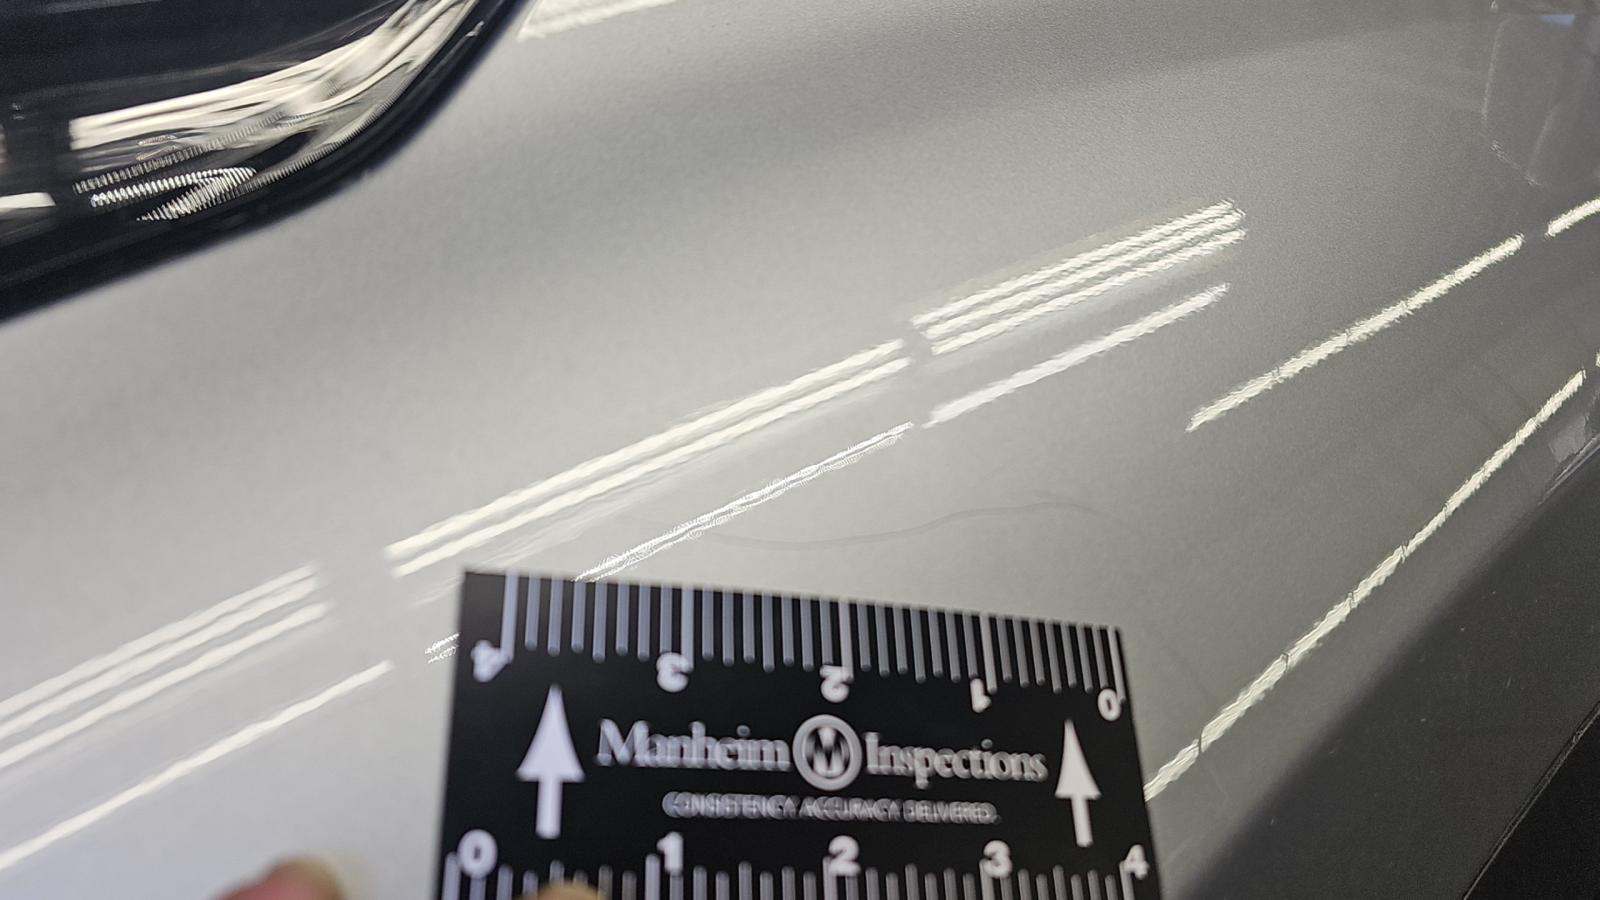 4 3 2 1 0
Manheim M Inspections
CONSISTENCY. ACCURACY. DELIVERED.
0 1 2 3 4